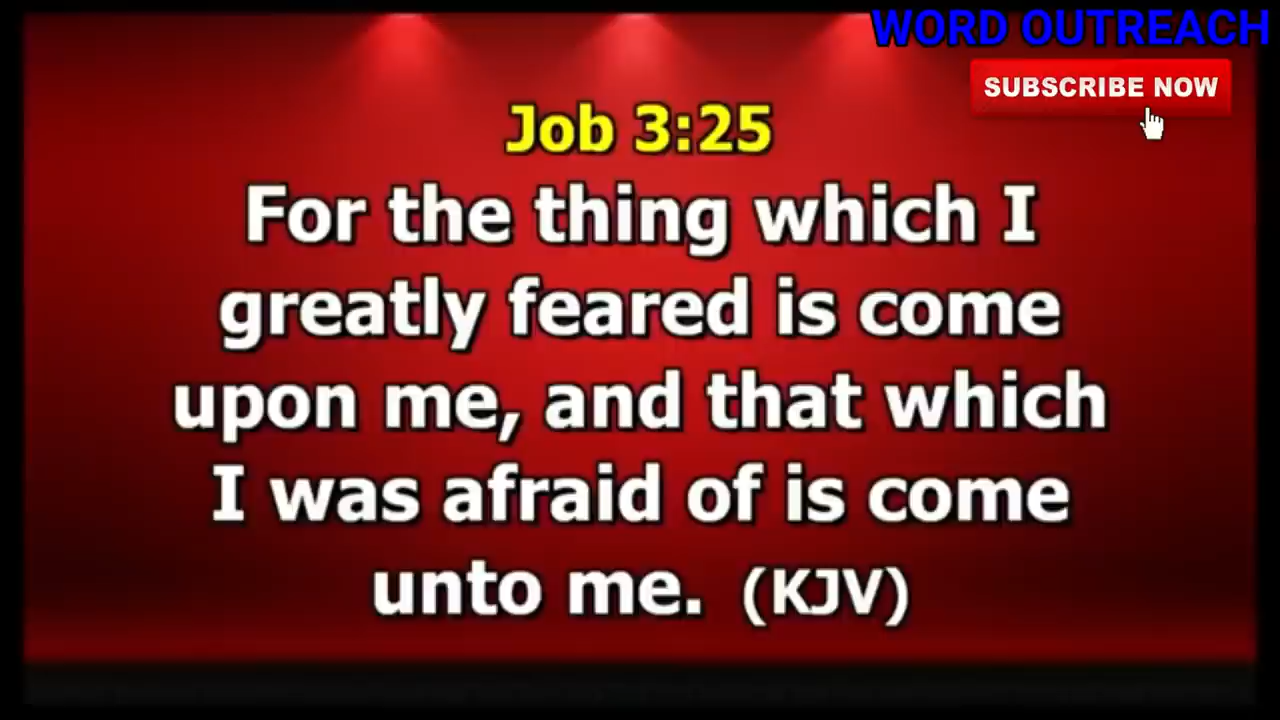 WORD OUTREACH
SUBSCRIBE NOW
Job 3:25
For the thing which I
greatly feared is come
upon me, and that which
I was afraid of is come
unto me. (KJV)